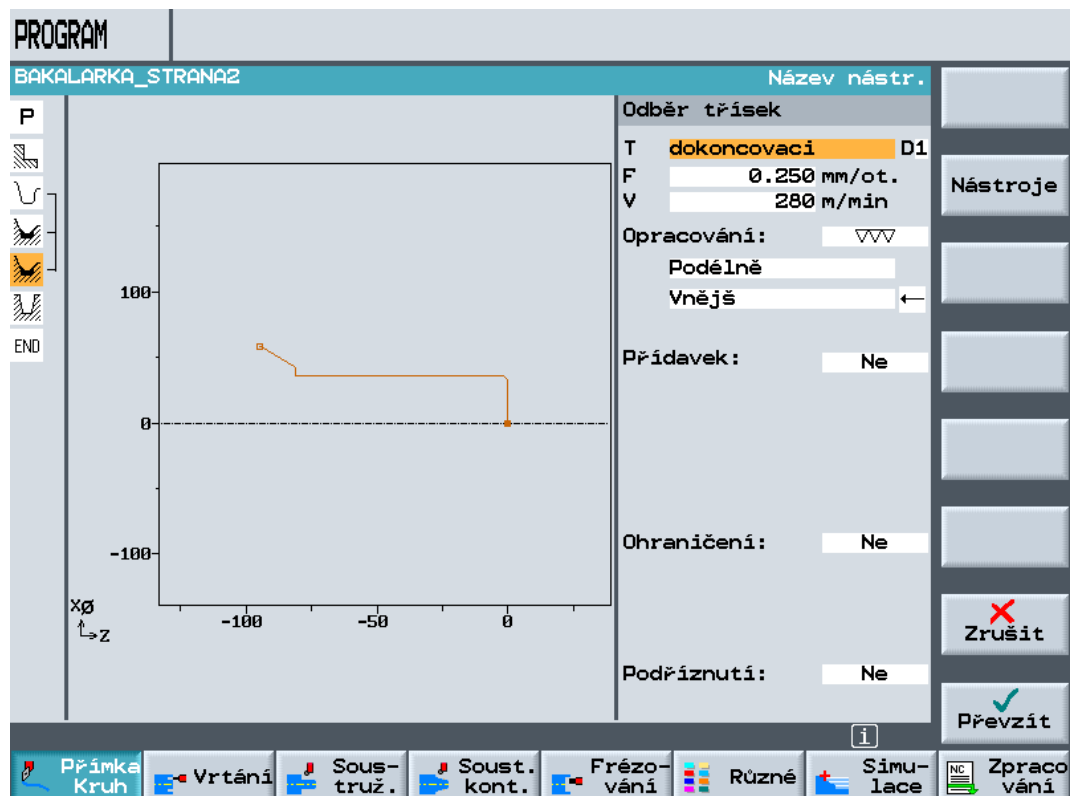 PROGRAM
BAKALARKA_STRANA2 Název nástr.
P
END
100
0
-100
-100 -50 0
XØ
Z
Odběr třísek
T dokoncovaci D1
F 0.250 mm/ot.
V 280 m/min
Opracování: ▽▽▽
Podélně
Vnějš ←
Přídavek: Ne
Ohraničení: Ne
Podříznutí: Ne
i
Nástroje
Zrušit
Převzít
Přímka
Kruh
Vrtání
Sous-
truž.
Soust.
kont.
Frézo-
vání
Různé
Simu-
lace
NC
Zpraco
vání